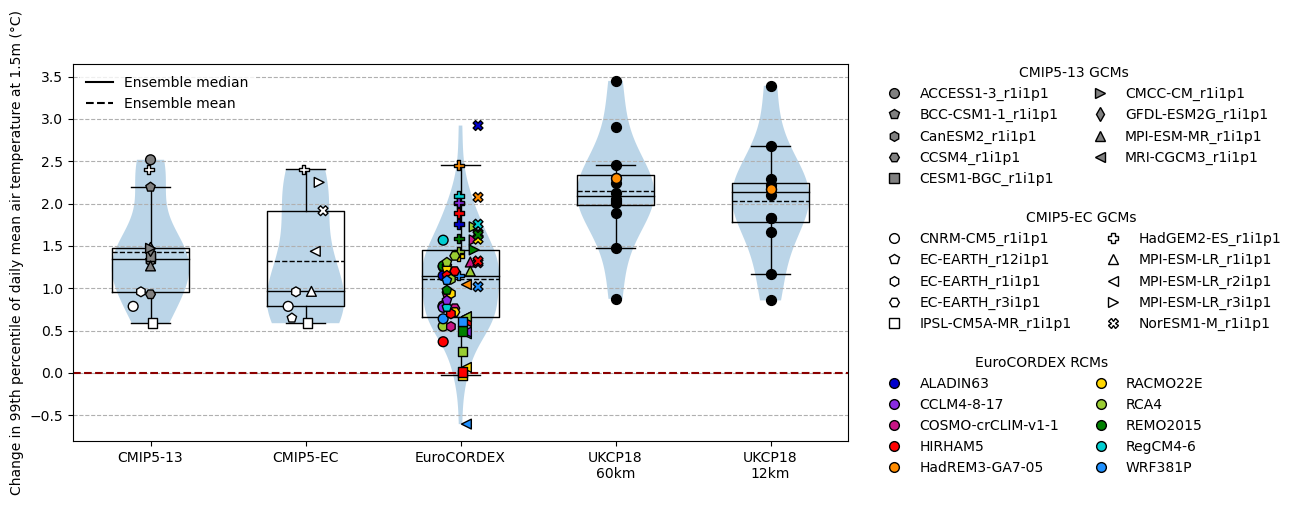 Change in 99th percentile of daily mean air temperature at 1.5m (°C)
3.5
3.0
2.5
2.0
1.5
1.0
0.5
0.0
−0.5
Ensemble median
Ensemble mean
CMIP5-13
CMIP5-EC
EuroCORDEX
UKCP18
60km
UKCP18
12km
CMIP5-13 GCMs
ACCESS1-3_r1i1p1
BCC-CSM1-1_r1i1p1
CanESM2_r1i1p1
CCSM4_r1i1p1
CESM1-BGC_r1i1p1
CMCC-CM_r1i1p1
GFDL-ESM2G_r1i1p1
MPI-ESM-MR_r1i1p1
MRI-CGCM3_r1i1p1
CMIP5-EC GCMs
CNRM-CM5_r1i1p1
EC-EARTH_r12i1p1
EC-EARTH_r1i1p1
EC-EARTH_r3i1p1
IPSL-CM5A-MR_r1i1p1
HadGEM2-ES_r1i1p1
MPI-ESM-LR_r1i1p1
MPI-ESM-LR_r2i1p1
MPI-ESM-LR_r3i1p1
NorESM1-M_r1i1p1
EuroCORDEX RCMs
ALADIN63
CCLM4-8-17
COSMO-crCLIM-v1-1
HIRHAM5
HadREM3-GA7-05
RACMO22E
RCA4
REMO2015
RegCM4-6
WRF381P